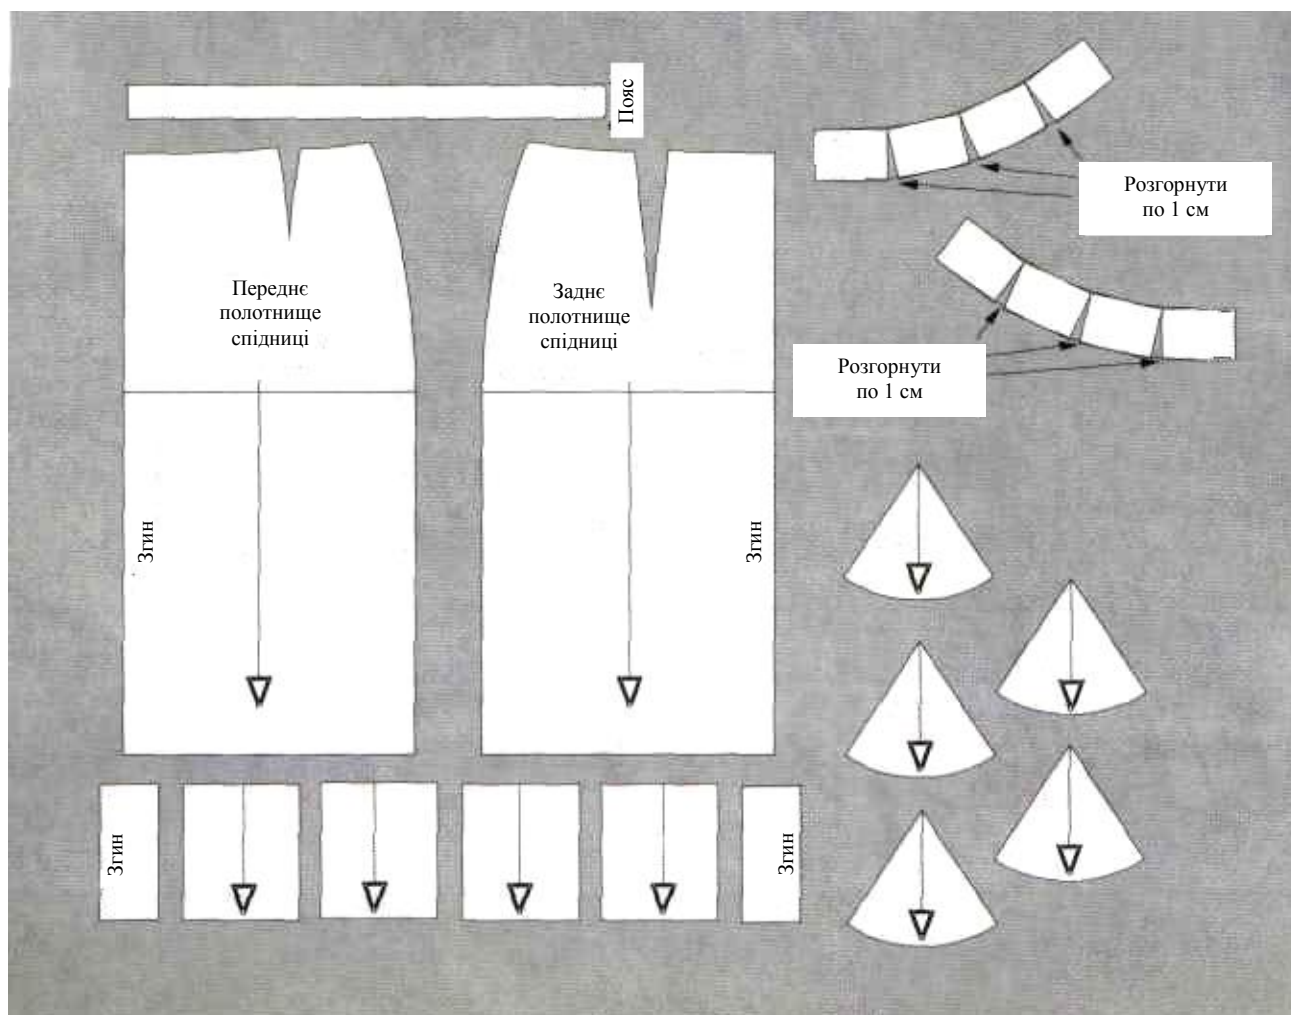 Пояс
Розгорнути
по 1 см
Переднє
полотнище
спідниці
Заднє
полотнище
спідниці
Розгорнути
по 1 см
Згин
Згин
Згин
Згин